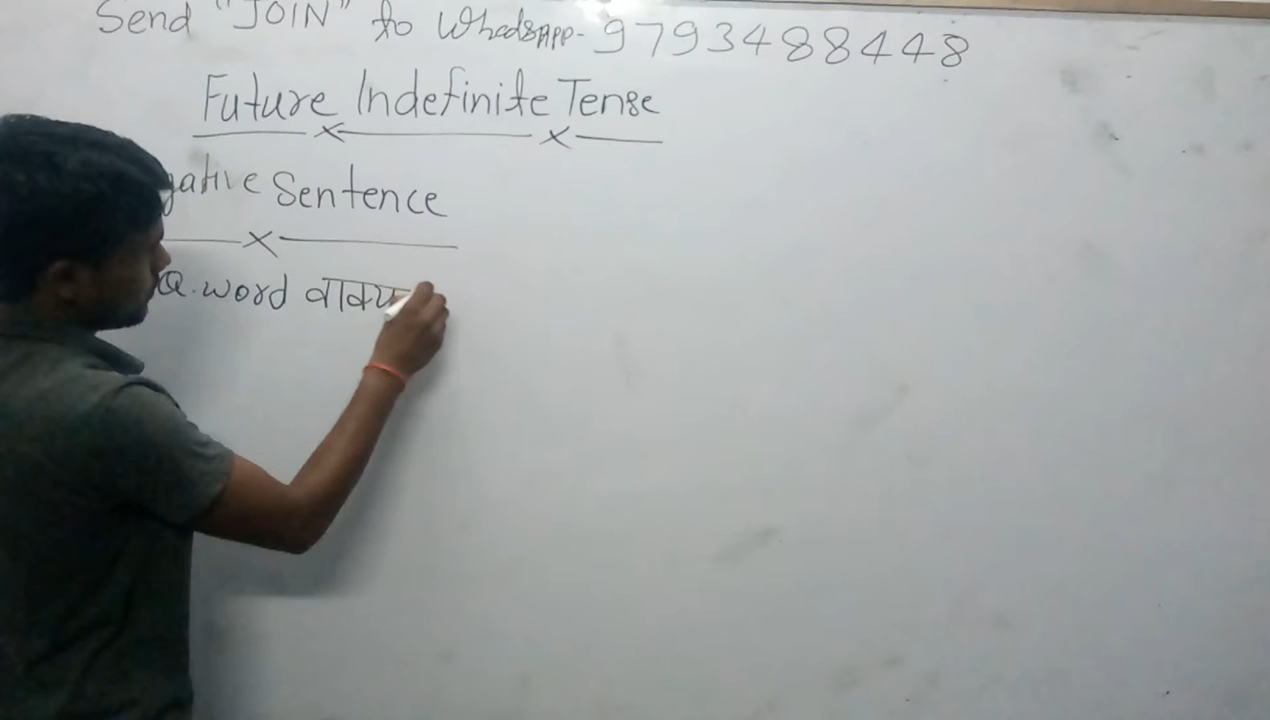 Send "JOIN" to WhatsApp- 9793488448
Future Indefinite Tense
gative Sentence
Q. word वाक्य